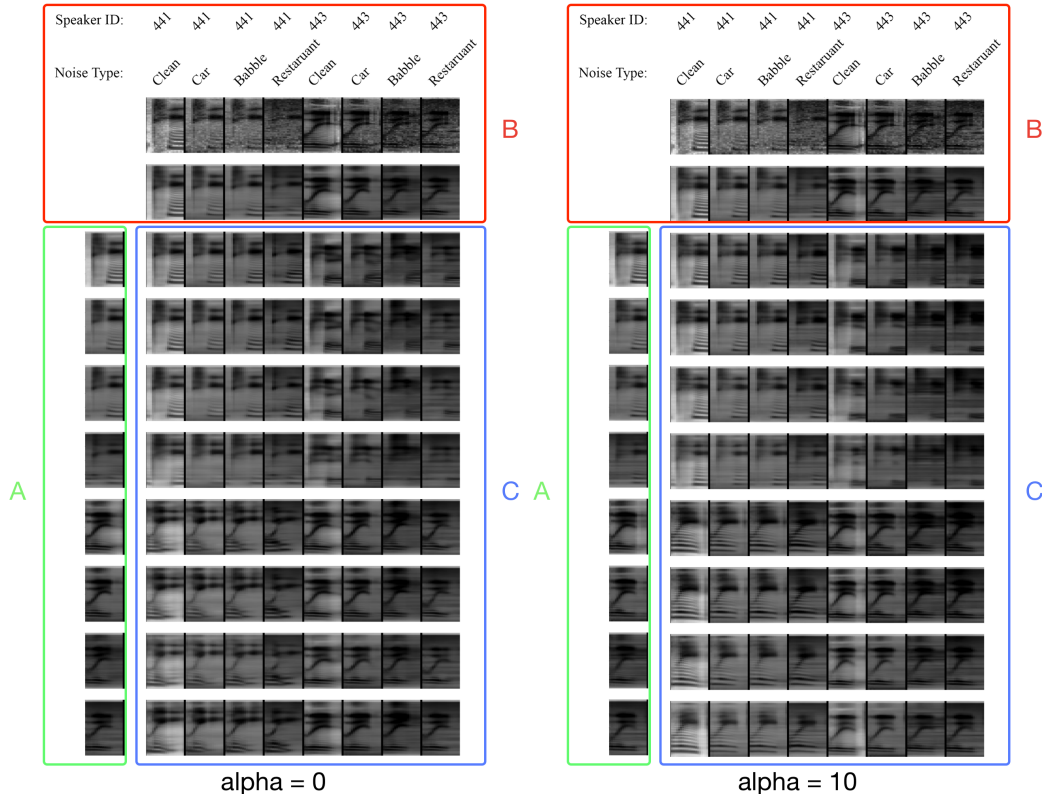 Speaker ID: 441 441 441 441 443 443 443 443
Noise Type: Clean Car Babble Restaruant Clean Car Babble Restaruant
B
A
C
alpha = 0
Speaker ID: 441 441 441 441 443 443 443 443
Noise Type: Clean Car Babble Restaruant Clean Car Babble Restaruant
B
A
C
alpha = 10